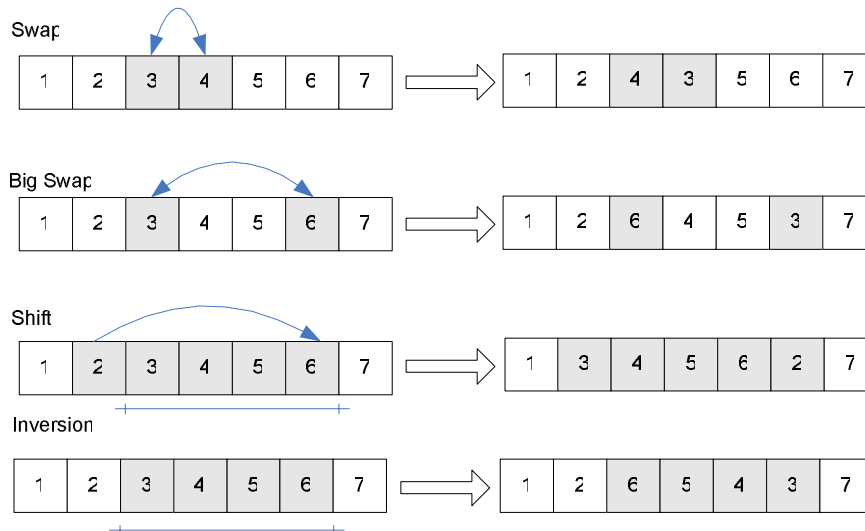 Swap
1 2 3 4 5 6 7
1 2 4 3 5 6 7
Big Swap
1 2 3 4 5 6 7
1 2 6 4 5 3 7
Shift
1 2 3 4 5 6 7
1 3 4 5 6 2 7
Inversion
1 2 3 4 5 6 7
1 2 6 5 4 3 7